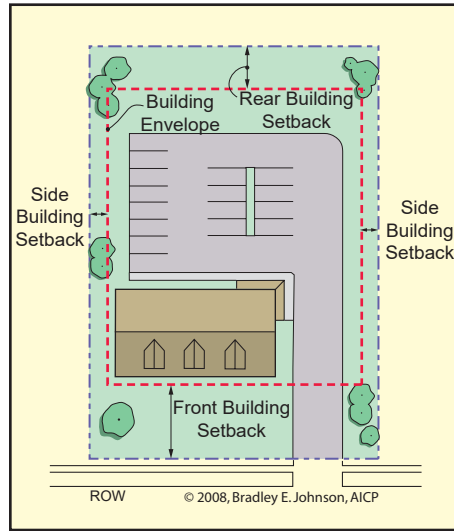 Building
Envelope
Rear Building
Setback
Side
Building
Setback
Side
Building
Setback
Front Building
Setback
ROW
© 2008, Bradley E. Johnson, AICP